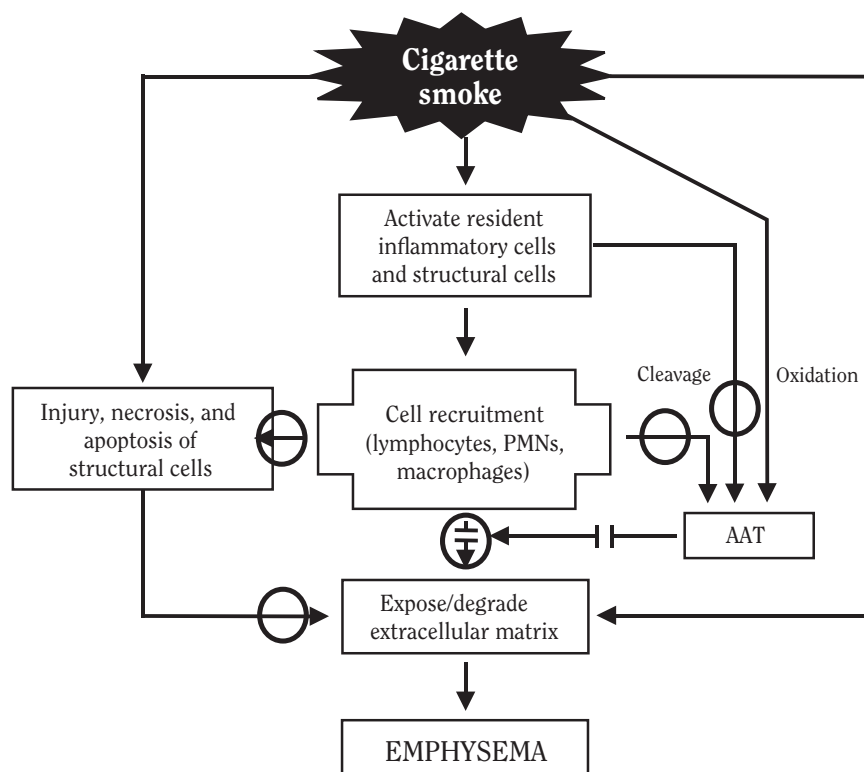 Cigarette
smoke
Activate resident
inflammatory cells
and structural cells
Cleavage
Oxidation
Injury, necrosis, and
apoptosis of
structural cells
Cell recruitment
(lymphocytes, PMNs,
macrophages)
AAT
Expose/degrade
extracellular matrix
EMPHYSEMA